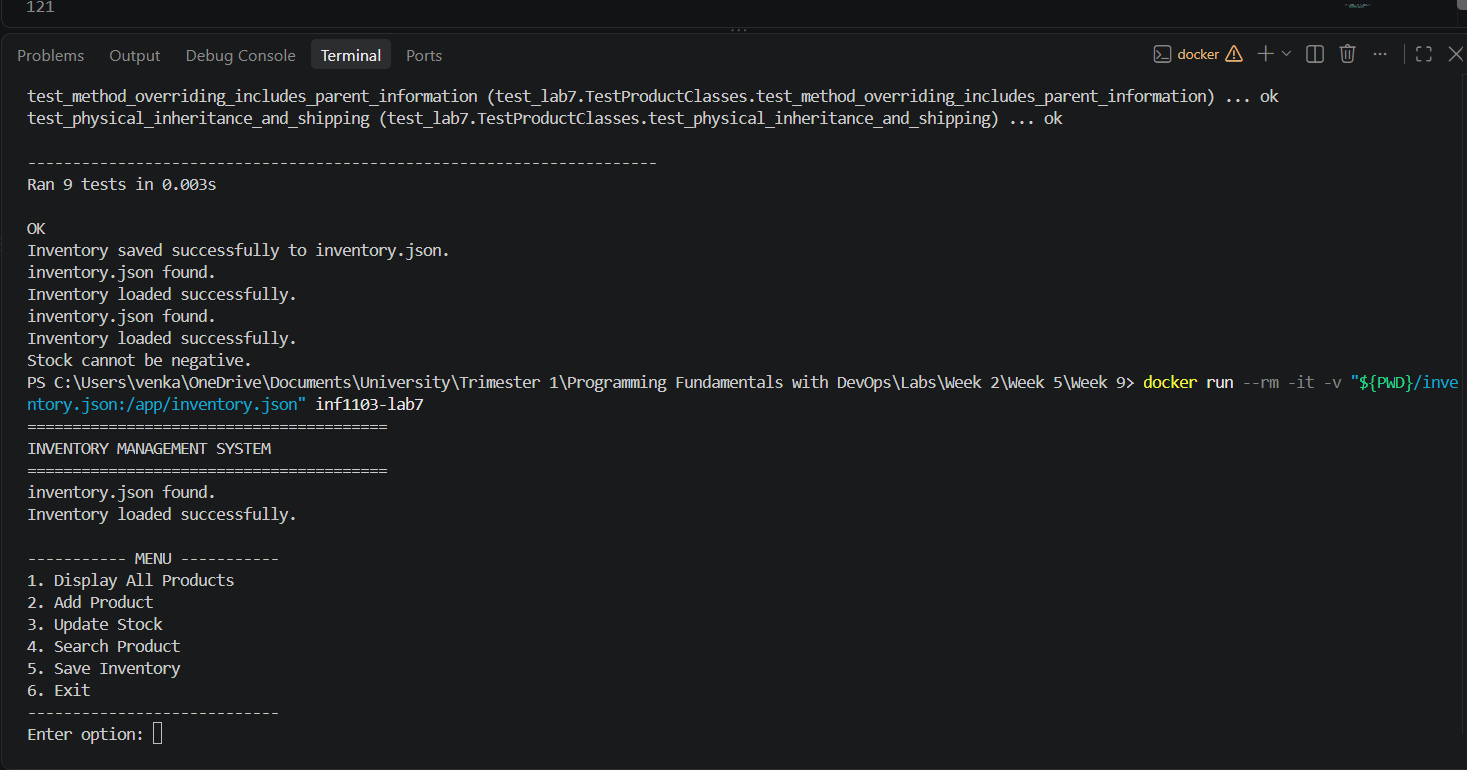 121
Problems Output Debug Console Terminal Ports docker
test_method_overriding_includes_parent_information (test_lab7.TestProductClasses.test_method_overriding_includes_parent_information) ... ok
test_physical_inheritance_and_shipping (test_lab7.TestProductClasses.test_physical_inheritance_and_shipping) ... ok
----------------------------------------------------------------------
Ran 9 tests in 0.003s
OK
Inventory saved successfully to inventory.json.
inventory.json found.
Inventory loaded successfully.
inventory.json found.
Inventory loaded successfully.
Stock cannot be negative.
PS C:\Users\venka\OneDrive\Documents\University\Trimester 1\Programming Fundamentals with DevOps\Labs\Week 2\Week 5\Week 9> docker run --rm -it -v "${PWD}/inve
ntory.json:/app/inventory.json" inf1103-lab7
========================================
INVENTORY MANAGEMENT SYSTEM
========================================
inventory.json found.
Inventory loaded successfully.
----------- MENU -----------
1. Display All Products
2. Add Product
3. Update Stock
4. Search Product
5. Save Inventory
6. Exit
----------------------------
Enter option: